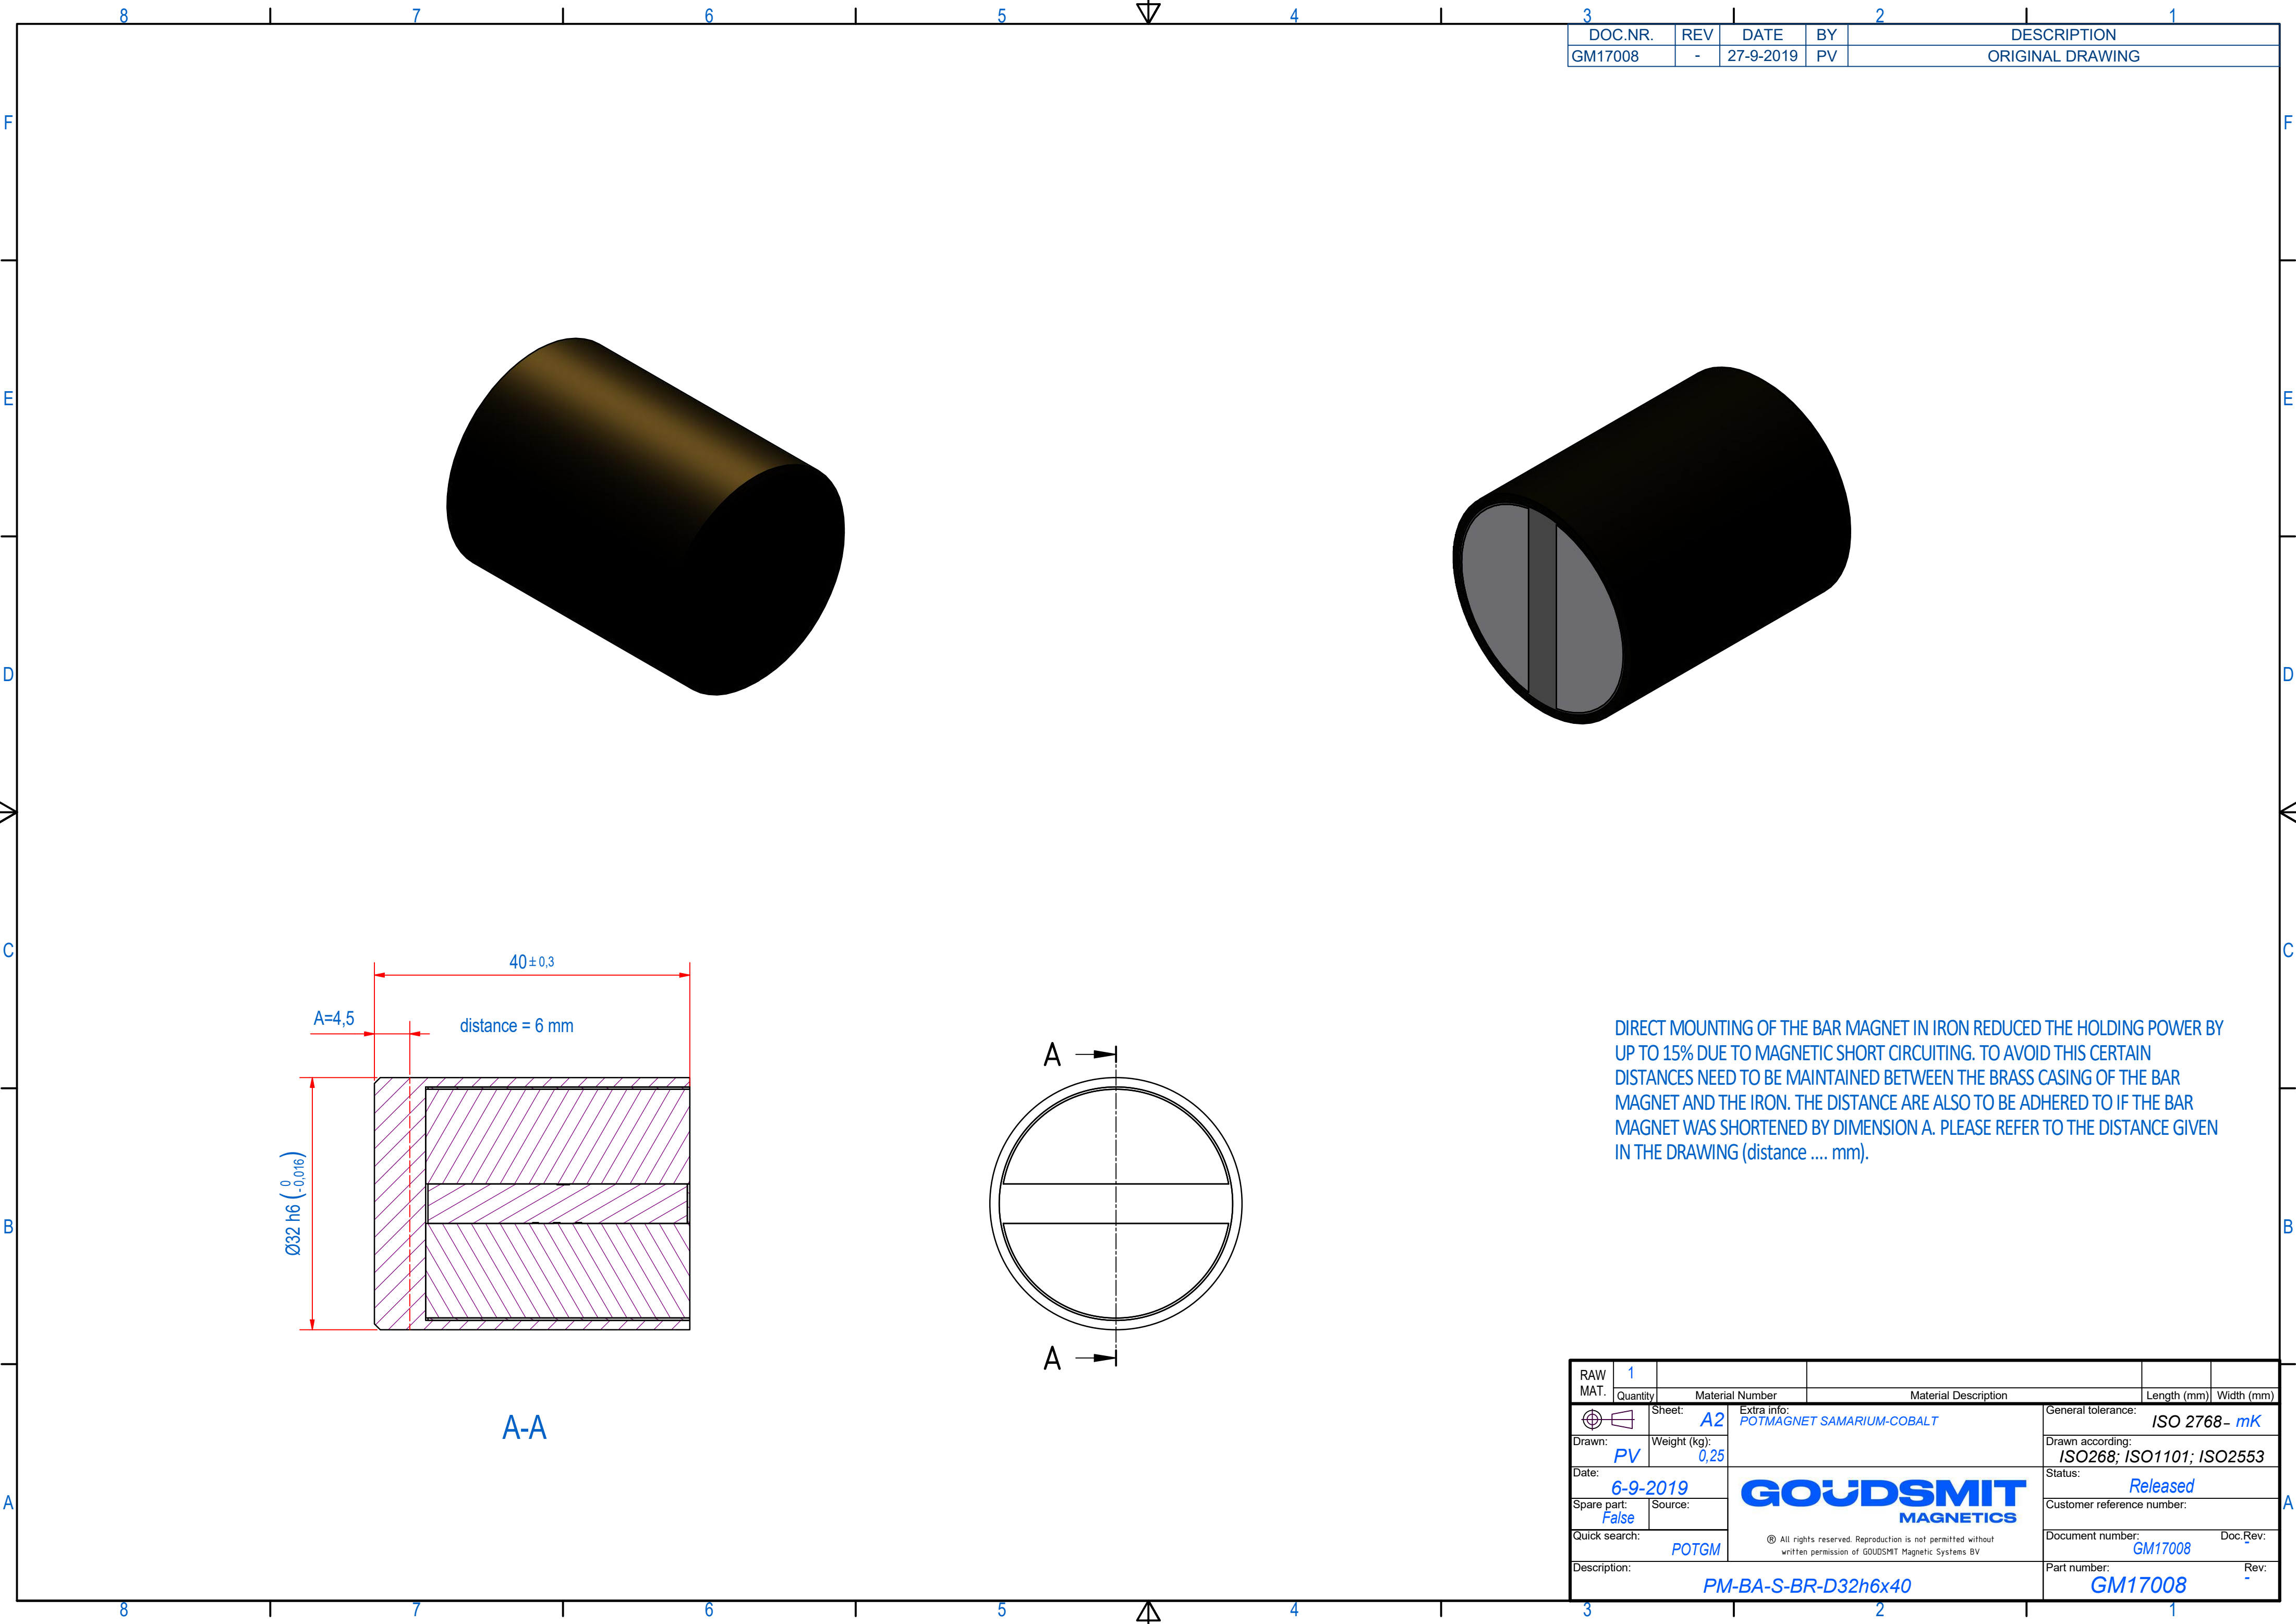 8 7 6 5 4 3 2 1
DOC.NR. REV DATE BY DESCRIPTION
GM17008 - 27-9-2019 PV ORIGINAL DRAWING
F F
E E
D D
C C
40 ± 0,3
A=4,5 distance = 6 mm
A
Ø32 h6 ( 0 -0,016 )
A
A-A
DIRECT MOUNTING OF THE BAR MAGNET IN IRON REDUCED THE HOLDING POWER BY
UP TO 15% DUE TO MAGNETIC SHORT CIRCUITING. TO AVOID THIS CERTAIN
DISTANCES NEED TO BE MAINTAINED BETWEEN THE BRASS CASING OF THE BAR
MAGNET AND THE IRON. THE DISTANCE ARE ALSO TO BE ADHERED TO IF THE BAR
MAGNET WAS SHORTENED BY DIMENSION A. PLEASE REFER TO THE DISTANCE GIVEN
IN THE DRAWING (distance .... mm).
B B
RAW MAT. 1
Quantity Material Number Material Description Length (mm) Width (mm)
Sheet: A2
Extra info:
POTMAGNET SAMARIUM-COBALT
General tolerance:
ISO 2768- mK
Drawn: PV
Weight (kg): 0,25
Drawn according:
ISO268; ISO1101; ISO2553
Date:
6-9-2019
GOUDSMIT
MAGNETICS
Status:
Released
Spare part: False
Source:
Customer reference number:
A A
Quick search:
POTGM
® All rights reserved. Reproduction is not permitted without
written permission of GOUDSMIT Magnetic Systems BV
Document number: Doc.Rev:
GM17008 -
Description:
PM-BA-S-BR-D32h6x40
Part number: Rev:
GM17008 -
8 7 6 5 4 3 2 1